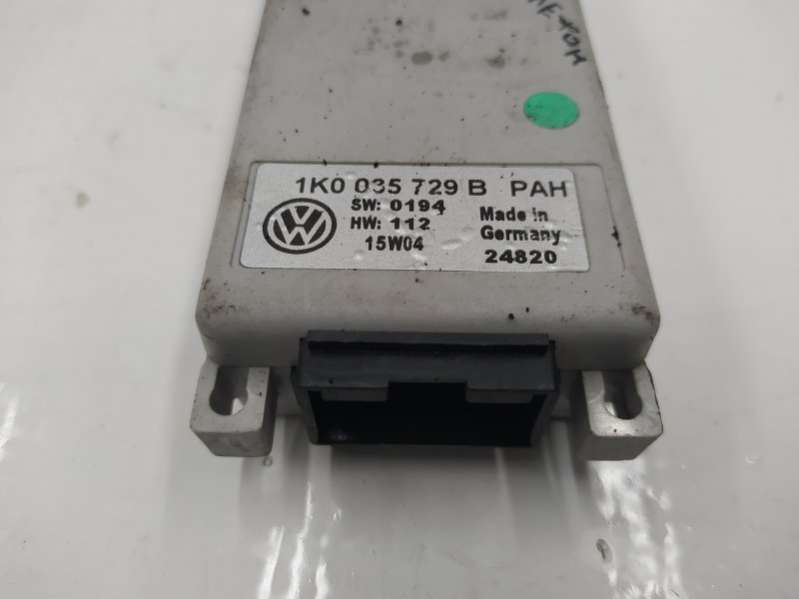 1K0 035 729 B PAH
SW: 0194
HW: 112
15W04
Made in
Germany
24820